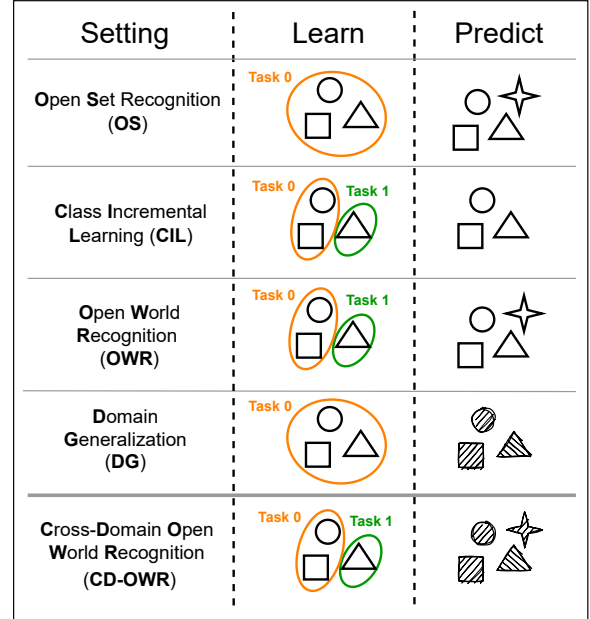 Setting Learn Predict
Task 0
Open Set Recognition
(OS)
Task 0 Task 1
Class Incremental
Learning (CIL)
Task 0 Task 1
Open World
Recognition
(OWR)
Task 0
Domain
Generalization
(DG)
Task 0 Task 1
Cross-Domain Open
World Recognition
(CD-OWR)